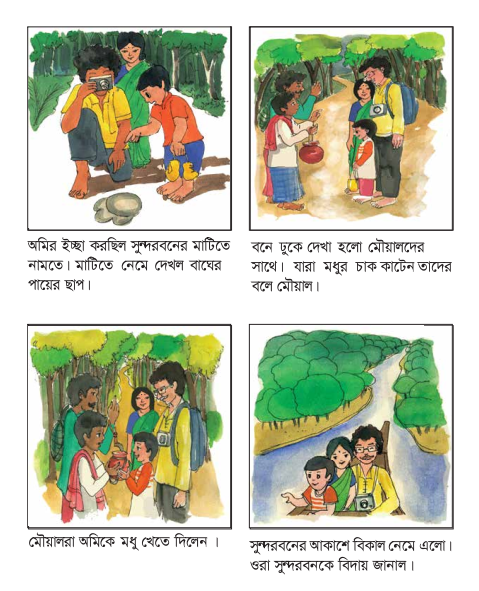 অমির ইচ্ছা করছিল সুন্দরবনের মাটিতে
নামতে। মাটিতে নেমে দেখল বাঘের
পায়ের ছাপ।
বনে ঢুকে দেখা হলো মৌয়ালদের
সাথে। যারা মধুর চাক কাটেন তাদের
বলে মৌয়াল।
মৌয়ালরা অমিকে মধু খেতে দিলেন ।
সুন্দরবনের আকাশে বিকাল নেমে এলো।
ওরা সুন্দরবনকে বিদায় জানাল।